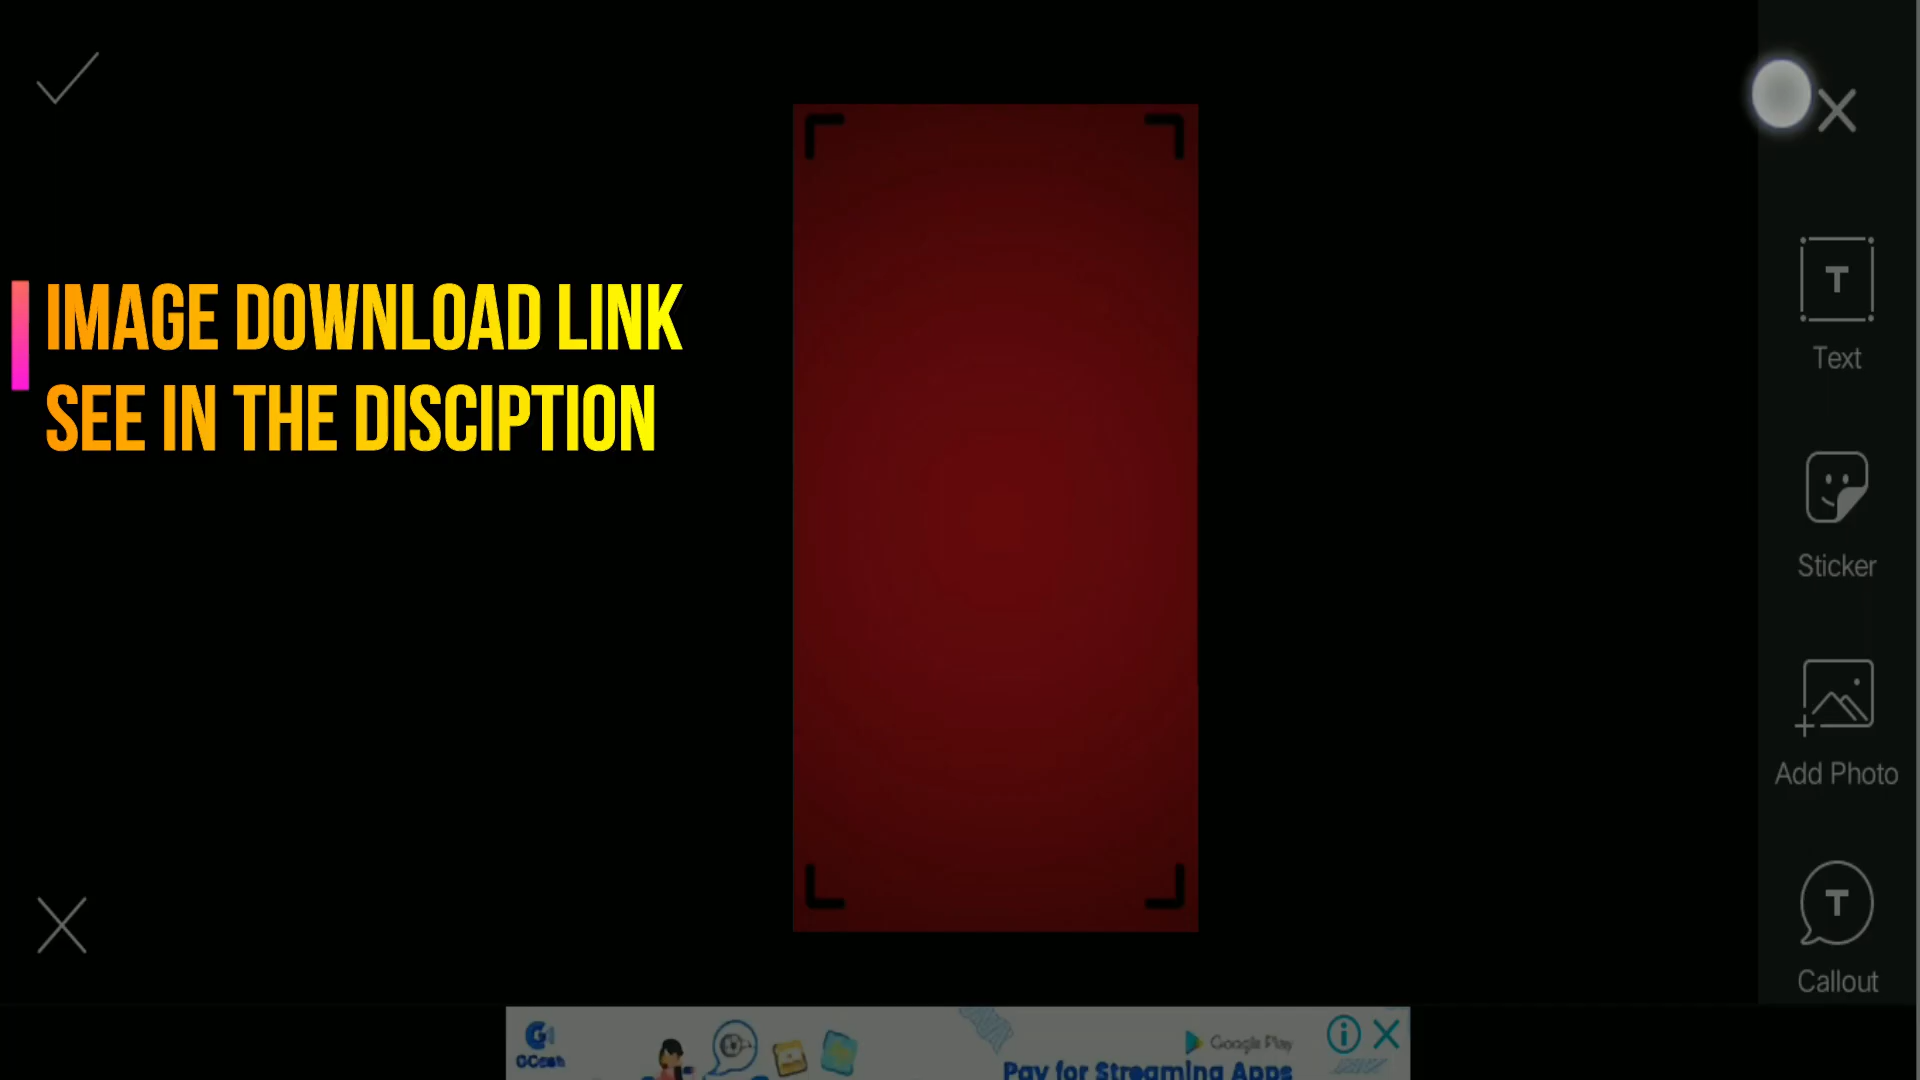 IMAGE DOWNLOAD LINK
SEE IN THE DISCIPTION
T
Text
Sticker
Add Photo
T
Callout
GCash
Google Play
Pay for Streaming Apps